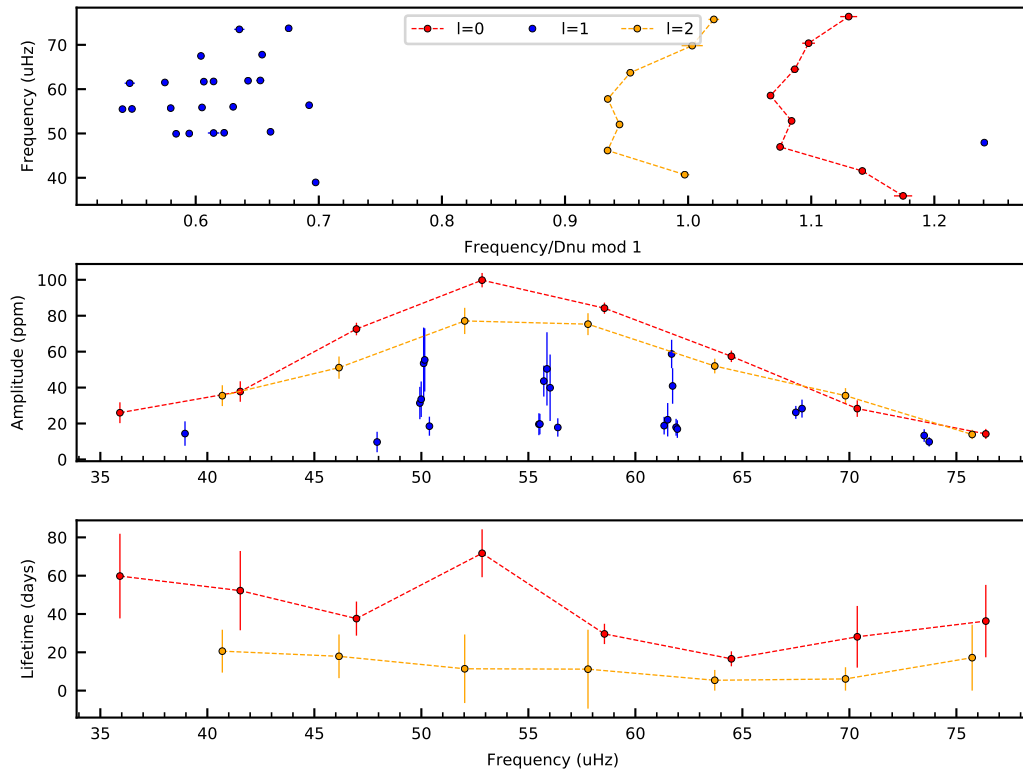 l=0 l=1 l=2
70
60
50
40
Frequency (uHz)
0.6 0.7 0.8 0.9 1.0 1.1 1.2
Frequency/Dnu mod 1
100
80
60
40
20
0
Amplitude (ppm)
35 40 45 50 55 60 65 70 75
80
60
40
20
0
Lifetime (days)
35 40 45 50 55 60 65 70 75
Frequency (uHz)